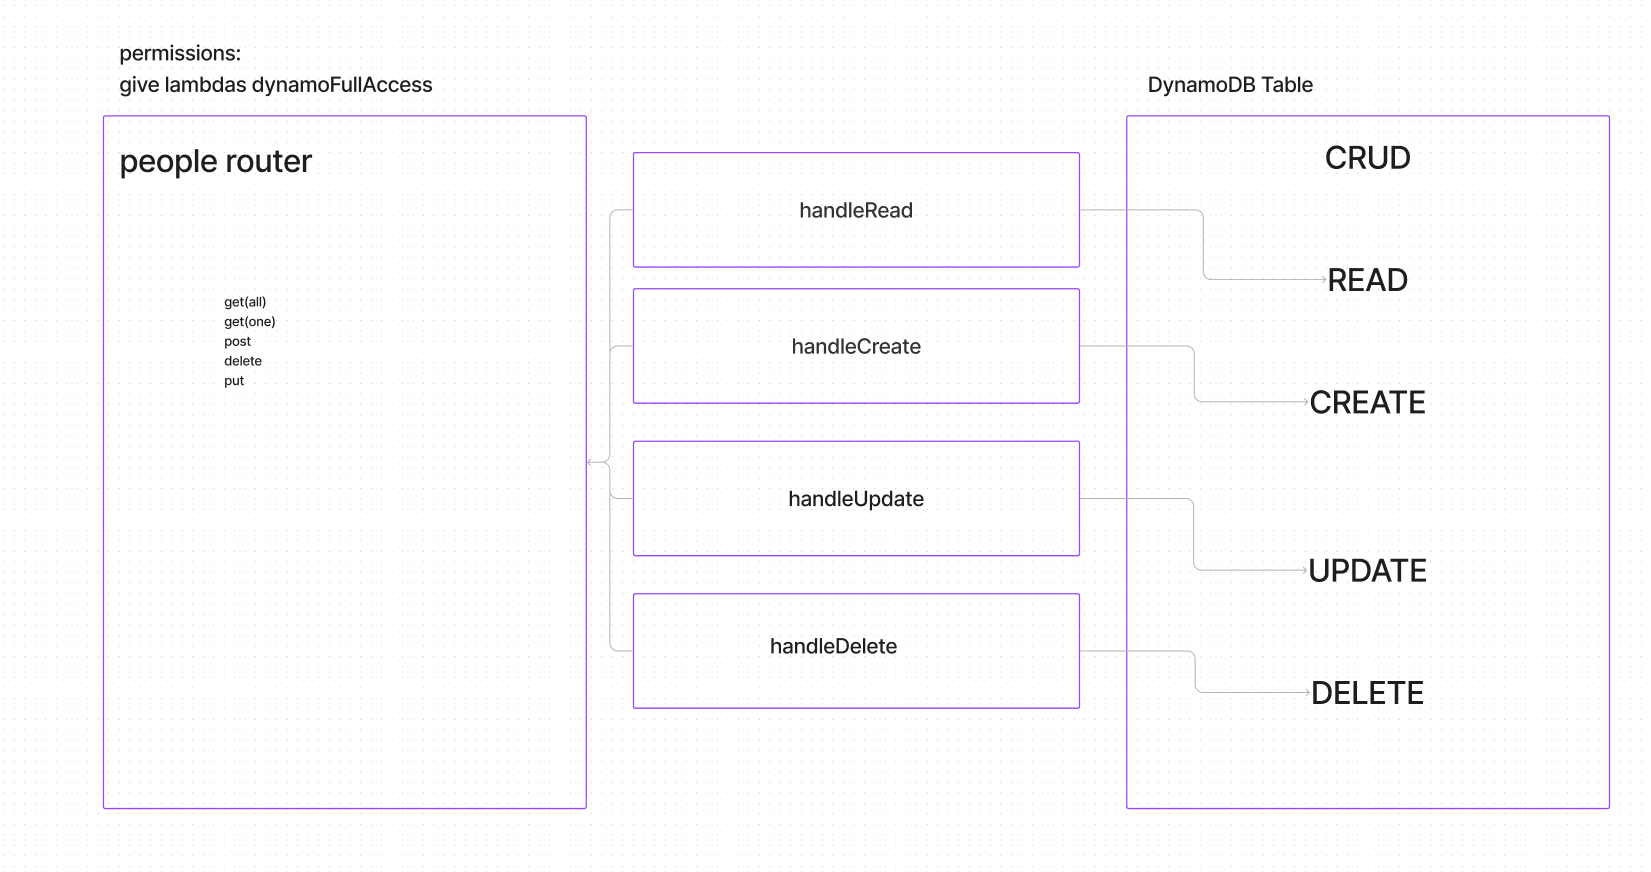 permissions:
give lambdas dynamoFullAccess
people router
get(all)
get(one)
post
delete
put
handleRead
handleCreate
handleUpdate
handleDelete
DynamoDB Table
CRUD
READ
CREATE
UPDATE
DELETE